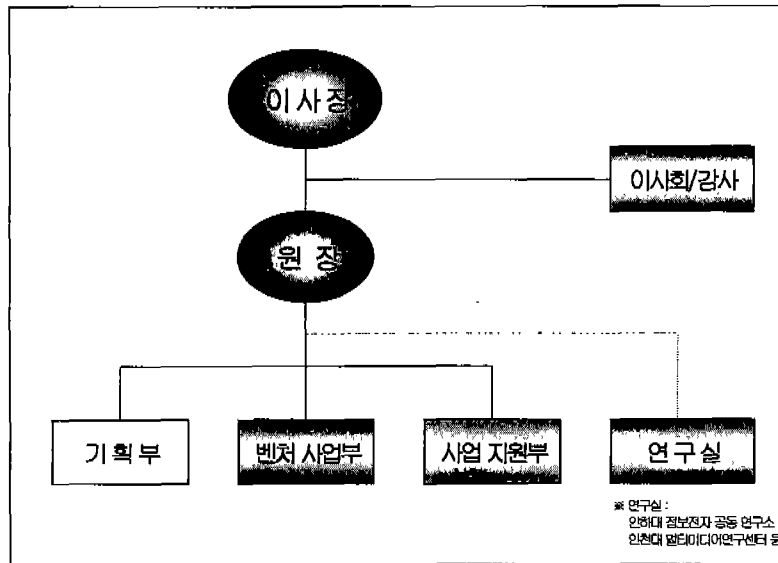 이 사 장
이사회/감사
원 장
기 획 부
벤처 사업부
사업 지원부
연 구 실
※ 연구실 :
인하대 정보전자 공동 연구소
인천대 멀티미디어연구센터 등